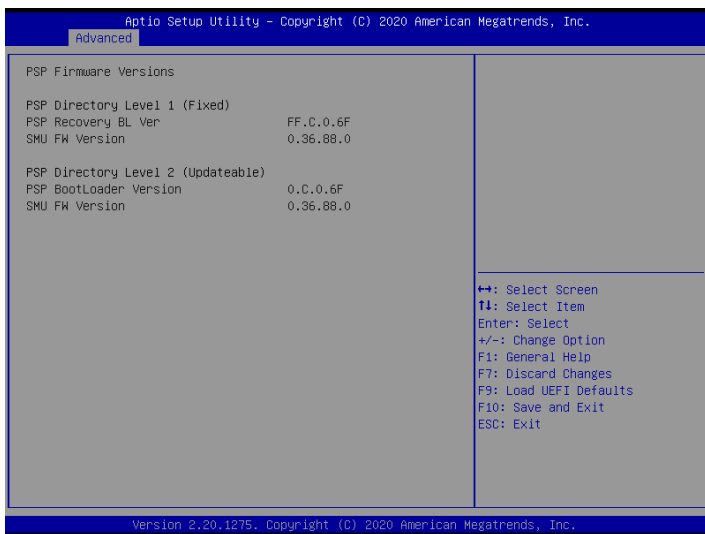 Aptio Setup Utility – Copyright (C) 2020 American Megatrends, Inc.
Advanced
PSP Firmware Versions
PSP Directory Level 1 (Fixed)
PSP Recovery BL Ver FF.C.0.6F
SMU FW Version 0.36.88.0
PSP Directory Level 2 (Updateable)
PSP BootLoader Version 0.C.0.6F
SMU FW Version 0.36.88.0
↔: Select Screen
↑↓: Select Item
Enter: Select
+/-: Change Option
F1: General Help
F7: Discard Changes
F9: Load UEFI Defaults
F10: Save and Exit
ESC: Exit
Version 2.20.1275. Copyright (C) 2020 American Megatrends, Inc.